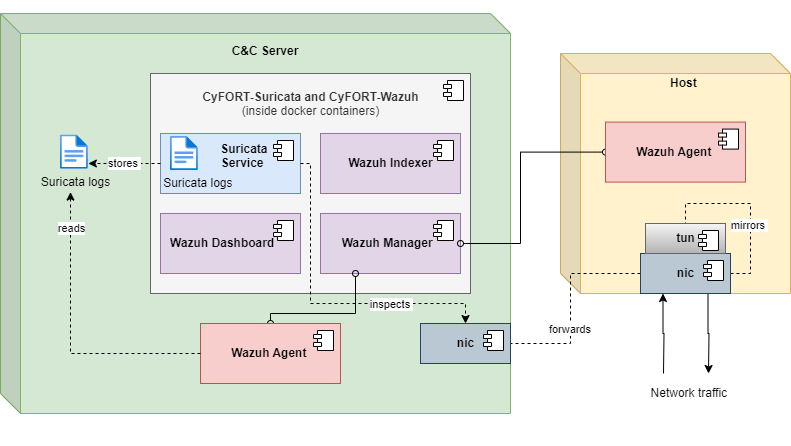 C&C Server
Host
CyFORT-Suricata and CyFORT-Wazuh
(inside docker containers)
Suricata
Service
Suricata logs
Wazuh Indexer
Wazuh Agent
stores
Suricata logs
reads
Wazuh Dashboard
Wazuh Manager
tun
mirrors
nic
inspects
forwards
Wazuh Agent
nic
Network traffic